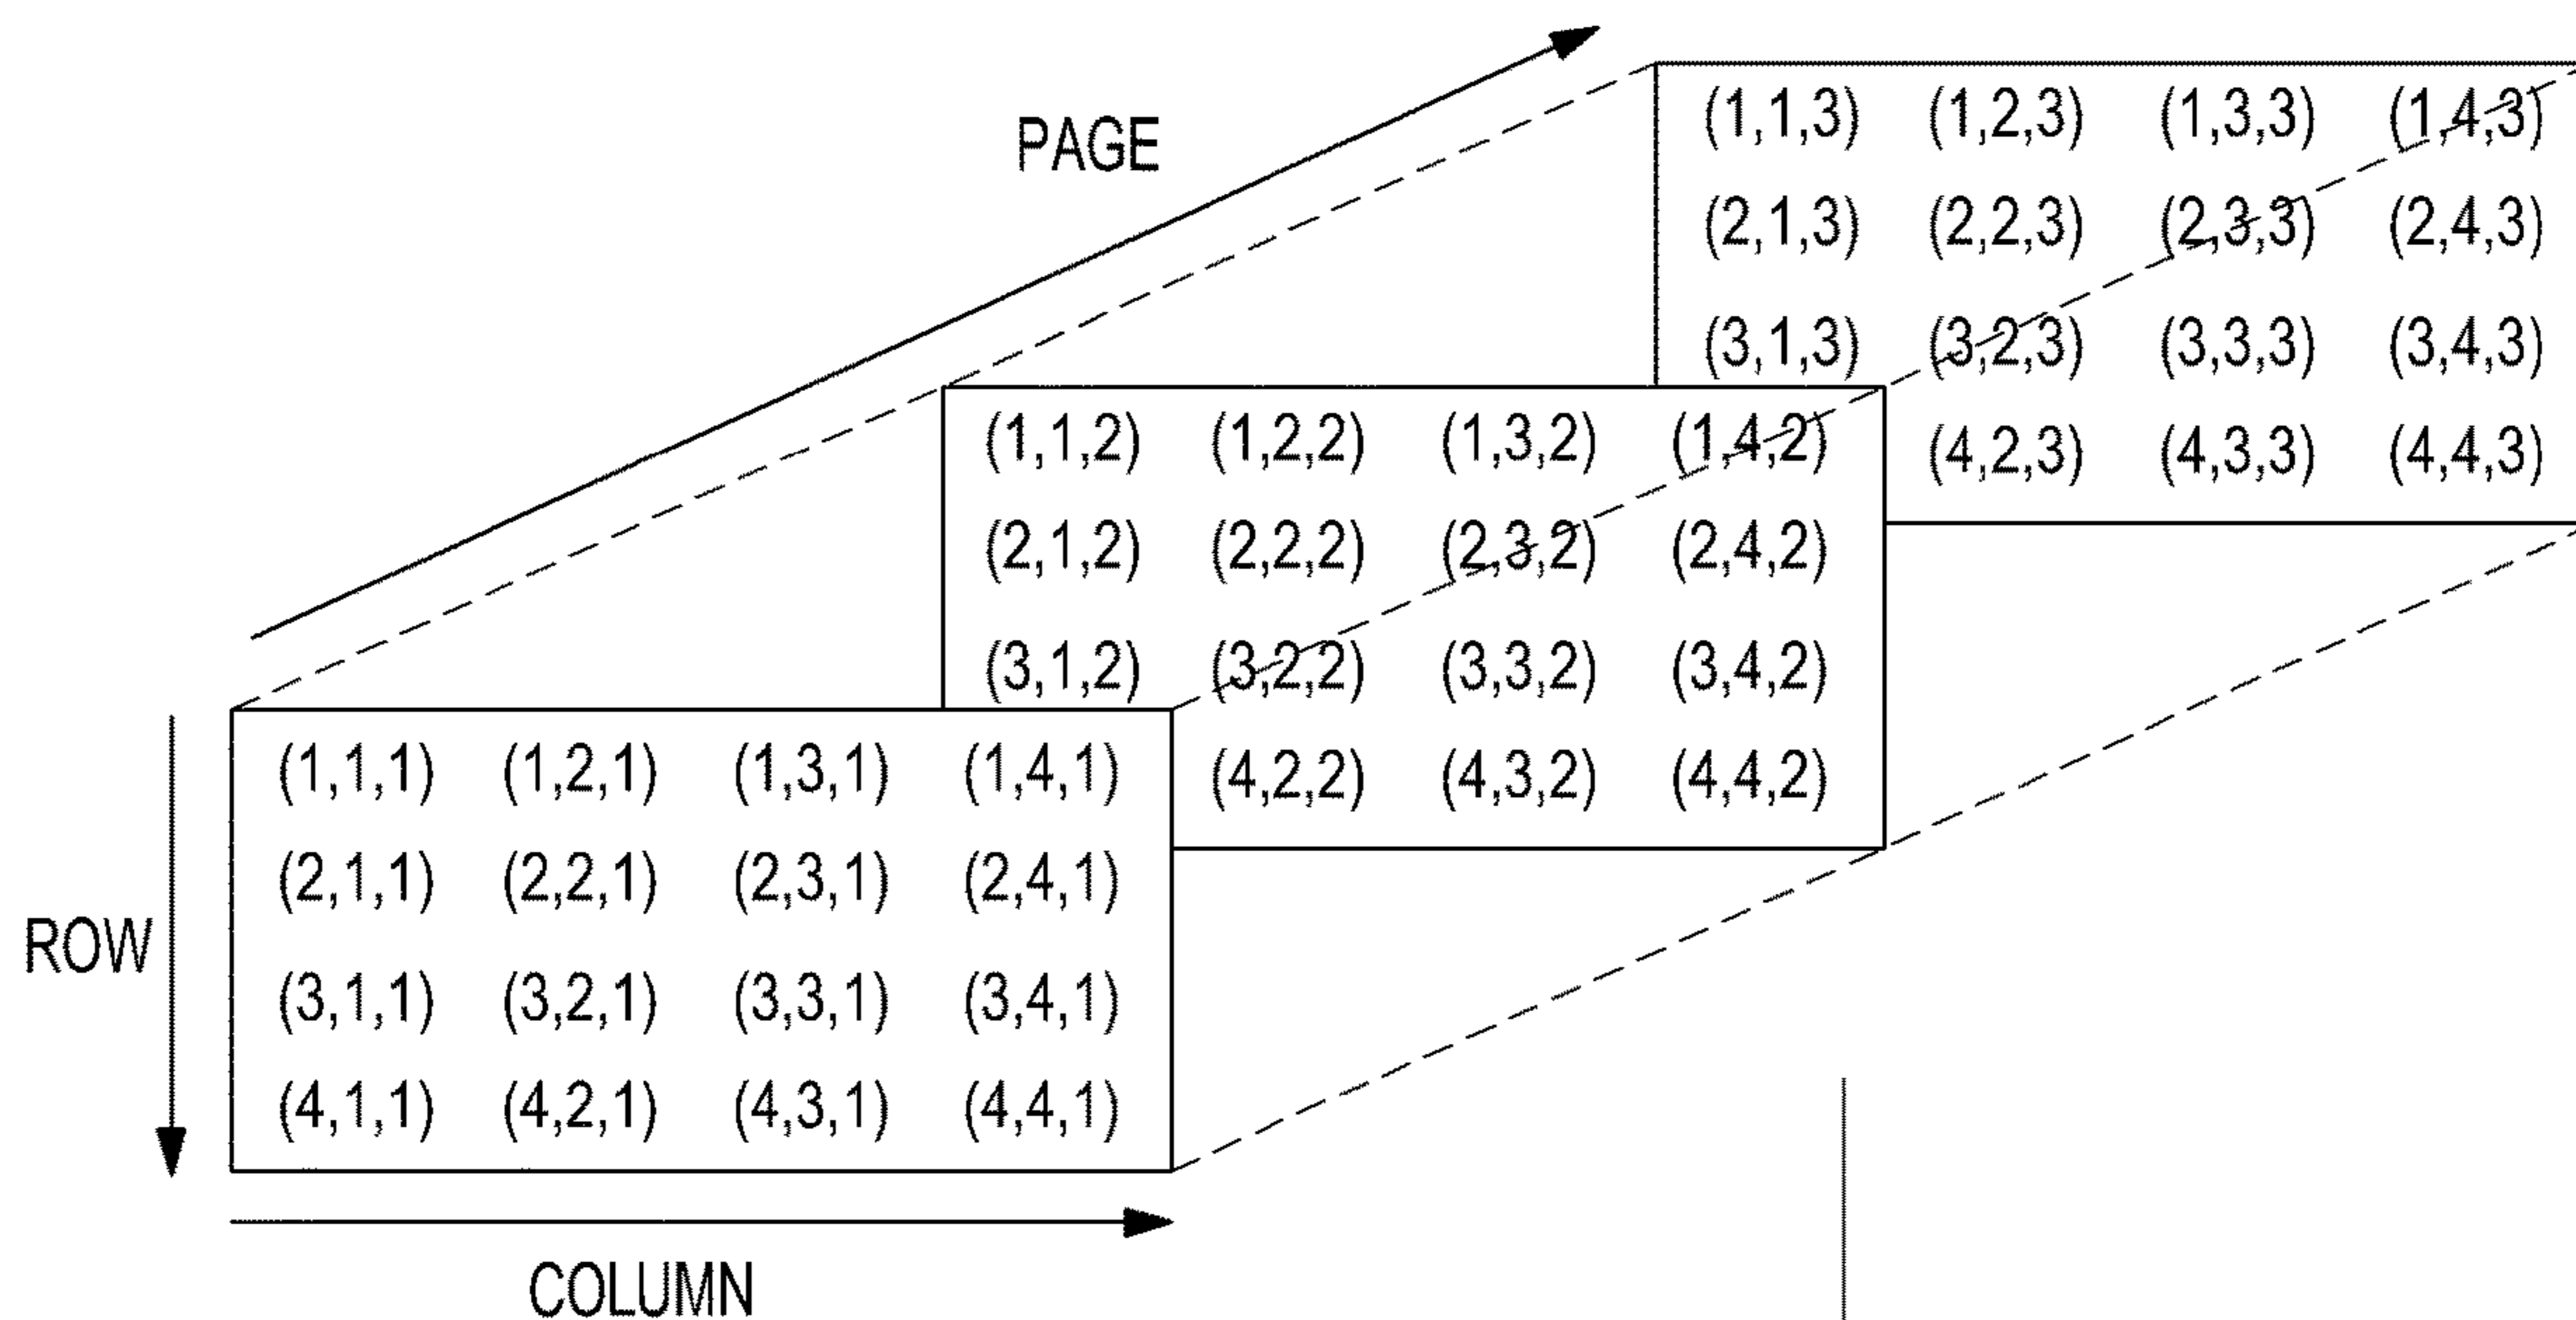 PAGE
(1,1,3) (1,2,3) (1,3,3) (1,4,3)
(2,1,3) (2,2,3) (2,3,3) (2,4,3)
(3,1,3) (3,2,3) (3,3,3) (3,4,3)
(4,2,3) (4,3,3) (4,4,3)
(1,1,2) (1,2,2) (1,3,2) (1,4,2)
(2,1,2) (2,2,2) (2,3,2) (2,4,2)
(3,1,2) (3,2,2) (3,3,2) (3,4,2)
(4,2,2) (4,3,2) (4,4,2)
(1,1,1) (1,2,1) (1,3,1) (1,4,1)
(2,1,1) (2,2,1) (2,3,1) (2,4,1)
ROW
(3,1,1) (3,2,1) (3,3,1) (3,4,1)
(4,1,1) (4,2,1) (4,3,1) (4,4,1)
COLUMN